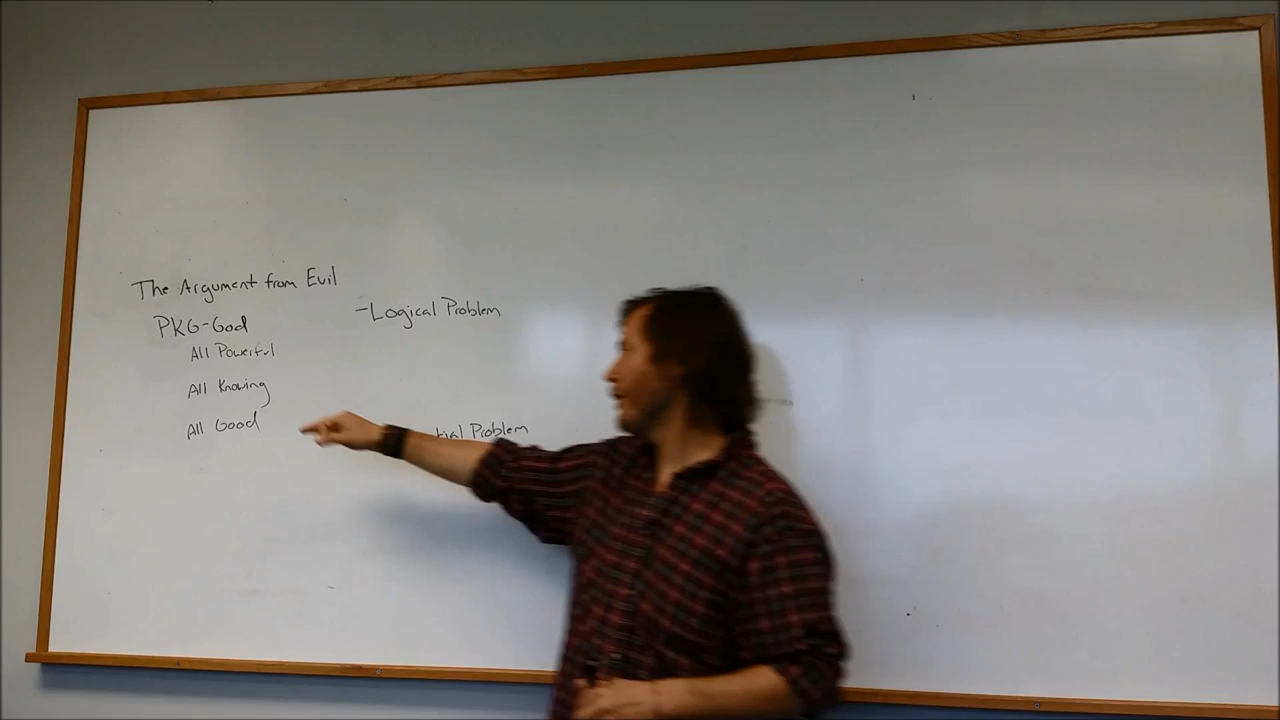 The Argument from Evil
PKG-God
All Powerful
All Knowing
All Good
-Logical Problem
Problem